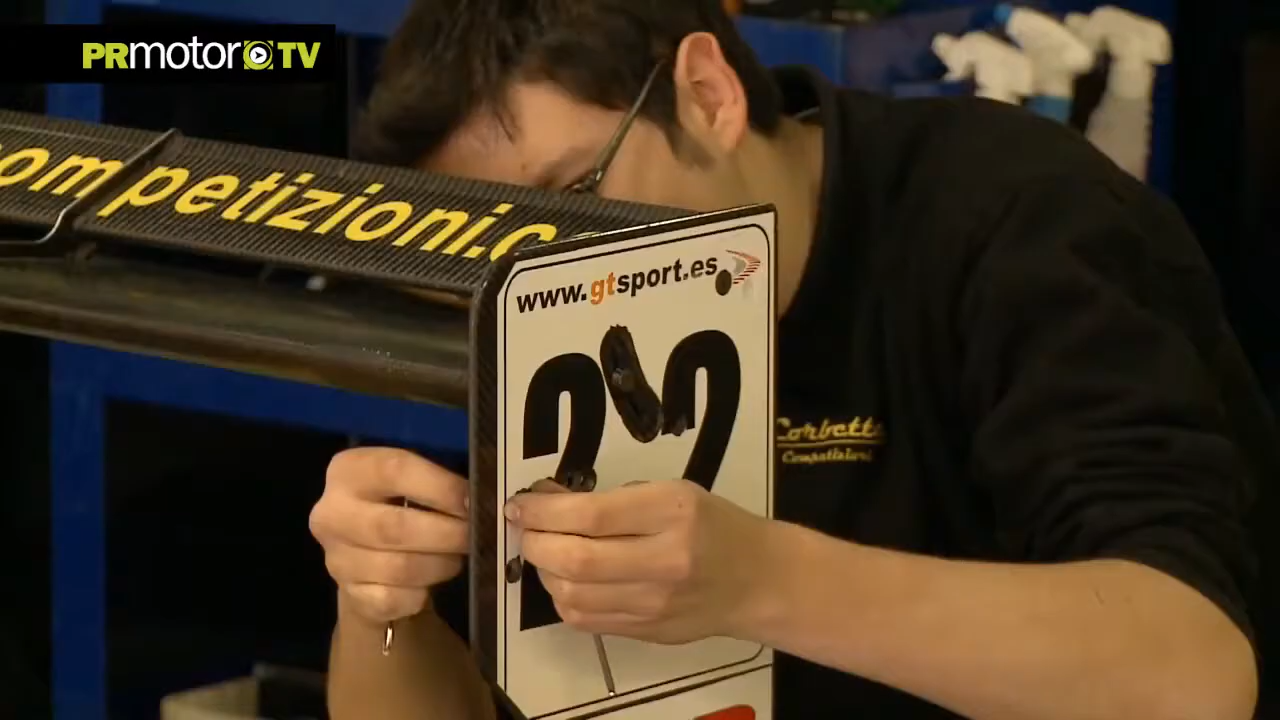 PRmotor TV
competizioni.c
www.gtsport.es
22
Corbetta
Competizioni